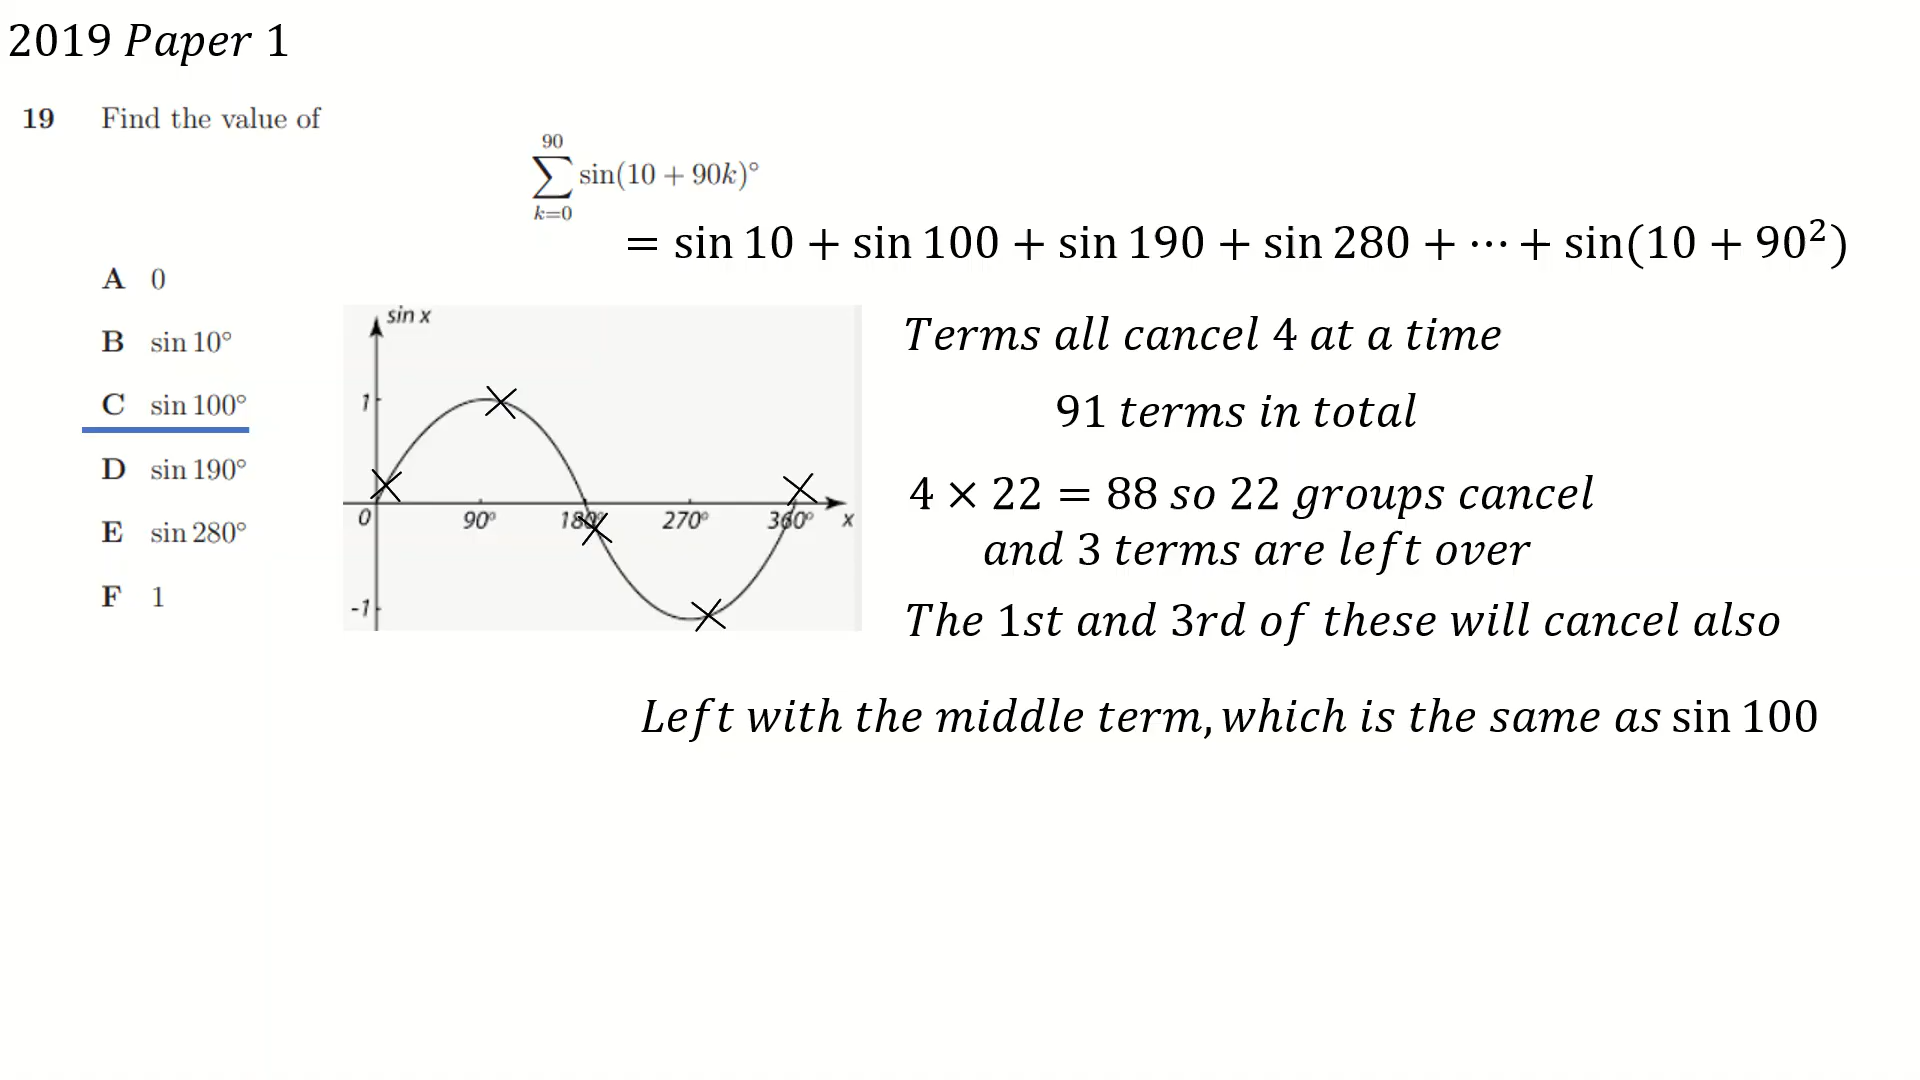 2019 Paper 1
19 Find the value of
90
∑ sin(10 + 90k)°
k=0
= sin 10 + sin 100 + sin 190 + sin 280 + ⋯ + sin(10 + 90²)
A 0
B sin 10°
C sin 100°
D sin 190°
E sin 280°
F 1
sin x
1
0 90° 180° 270° 360° x
-1
Terms all cancel 4 at a time
91 terms in total
4 × 22 = 88 so 22 groups cancel
and 3 terms are left over
The 1st and 3rd of these will cancel also
Left with the middle term, which is the same as sin 100